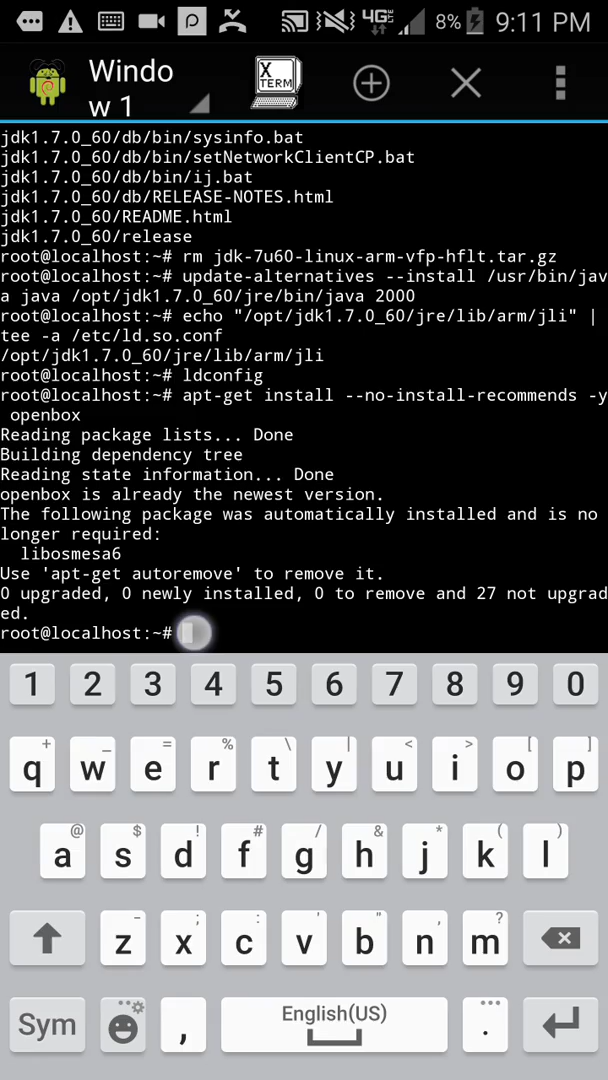 4G LTE 8% 9:11 PM
Windo
w 1
X
TERM
jdk1.7.0_60/db/bin/sysinfo.bat
jdk1.7.0_60/db/bin/setNetworkClientCP.bat
jdk1.7.0_60/db/bin/ij.bat
jdk1.7.0_60/db/RELEASE-NOTES.html
jdk1.7.0_60/README.html
jdk1.7.0_60/release
root@localhost:~# rm jdk-7u60-linux-arm-vfp-hflt.tar.gz
root@localhost:~# update-alternatives --install /usr/bin/jav
a java /opt/jdk1.7.0_60/jre/bin/java 2000
root@localhost:~# echo "/opt/jdk1.7.0_60/jre/lib/arm/jli" |
tee -a /etc/ld.so.conf
/opt/jdk1.7.0_60/jre/lib/arm/jli
root@localhost:~# ldconfig
root@localhost:~# apt-get install --no-install-recommends -y
openbox
Reading package lists... Done
Building dependency tree
Reading state information... Done
openbox is already the newest version.
The following package was automatically installed and is no
longer required:
libosmesa6
Use 'apt-get autoremove' to remove it.
0 upgraded, 0 newly installed, 0 to remove and 27 not upgrad
ed.
root@localhost:~#
1 2 3 4 5 6 7 8 9 0
+ _ = % \ | < > [ ]
q w e r t y u i o p
@ $ ! # / & * ( )
a s d f g h j k l
- ; : ' " , ?
z x c v b n m
Sym , English(US) .